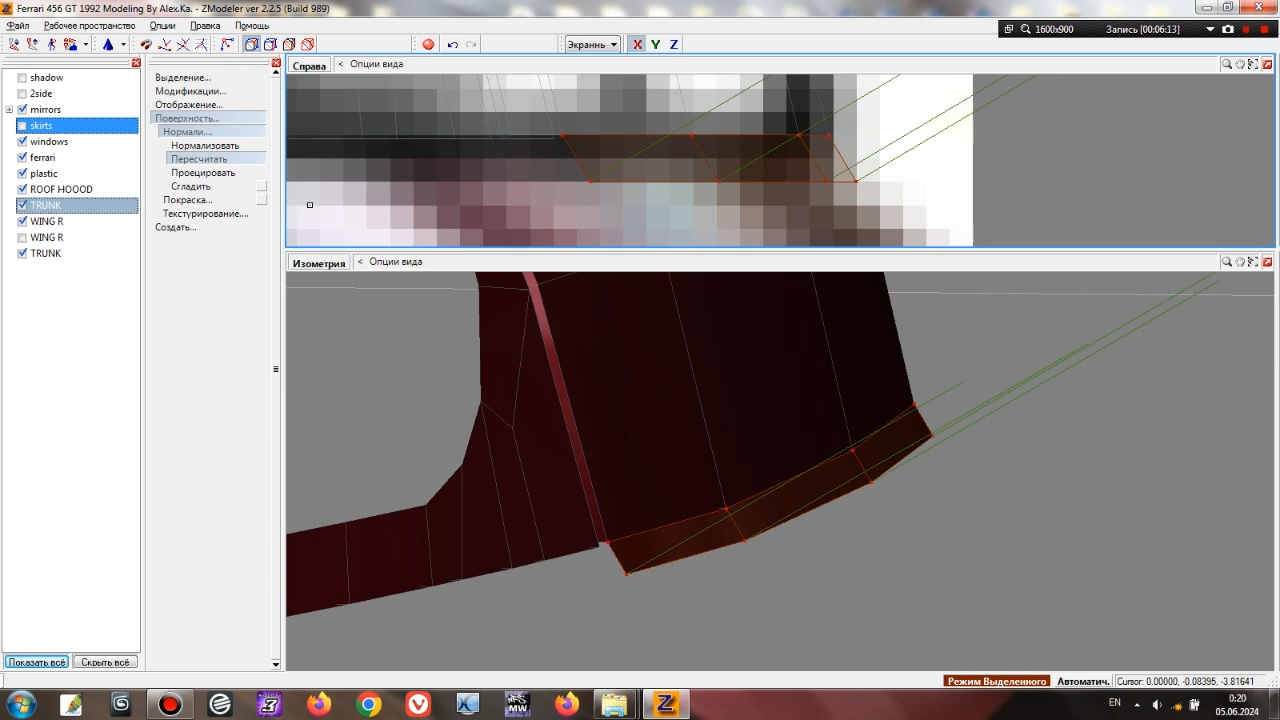 Ferrari 456 GT 1992 Modeling By Alex.Ka. - ZModeler ver 2.2.5 (Build 989)
Файл Рабочее пространство Опции Правка Помощь
1600x900 Запись [00:06:13]
Экраннь X Y Z
shadow
2side
mirrors
skirts
windows
ferrari
plastic
ROOF HOOOD
TRUNK
WING R
WING R
TRUNK
Показать всё Скрыть всё
Выделение...
Модификации...
Отображение...
Поверхность...
Нормали....
Нормализовать
Пересчитать
Проецировать
Сгладить
Покраска...
Текстурирование....
Создать...
Справа < Опции вида
Изометрия < Опции вида
Режим Выделенного Автоматич. Cursor: 0.00000, -0.08395, -3.81641
MW
EN
0:20
05.06.2024